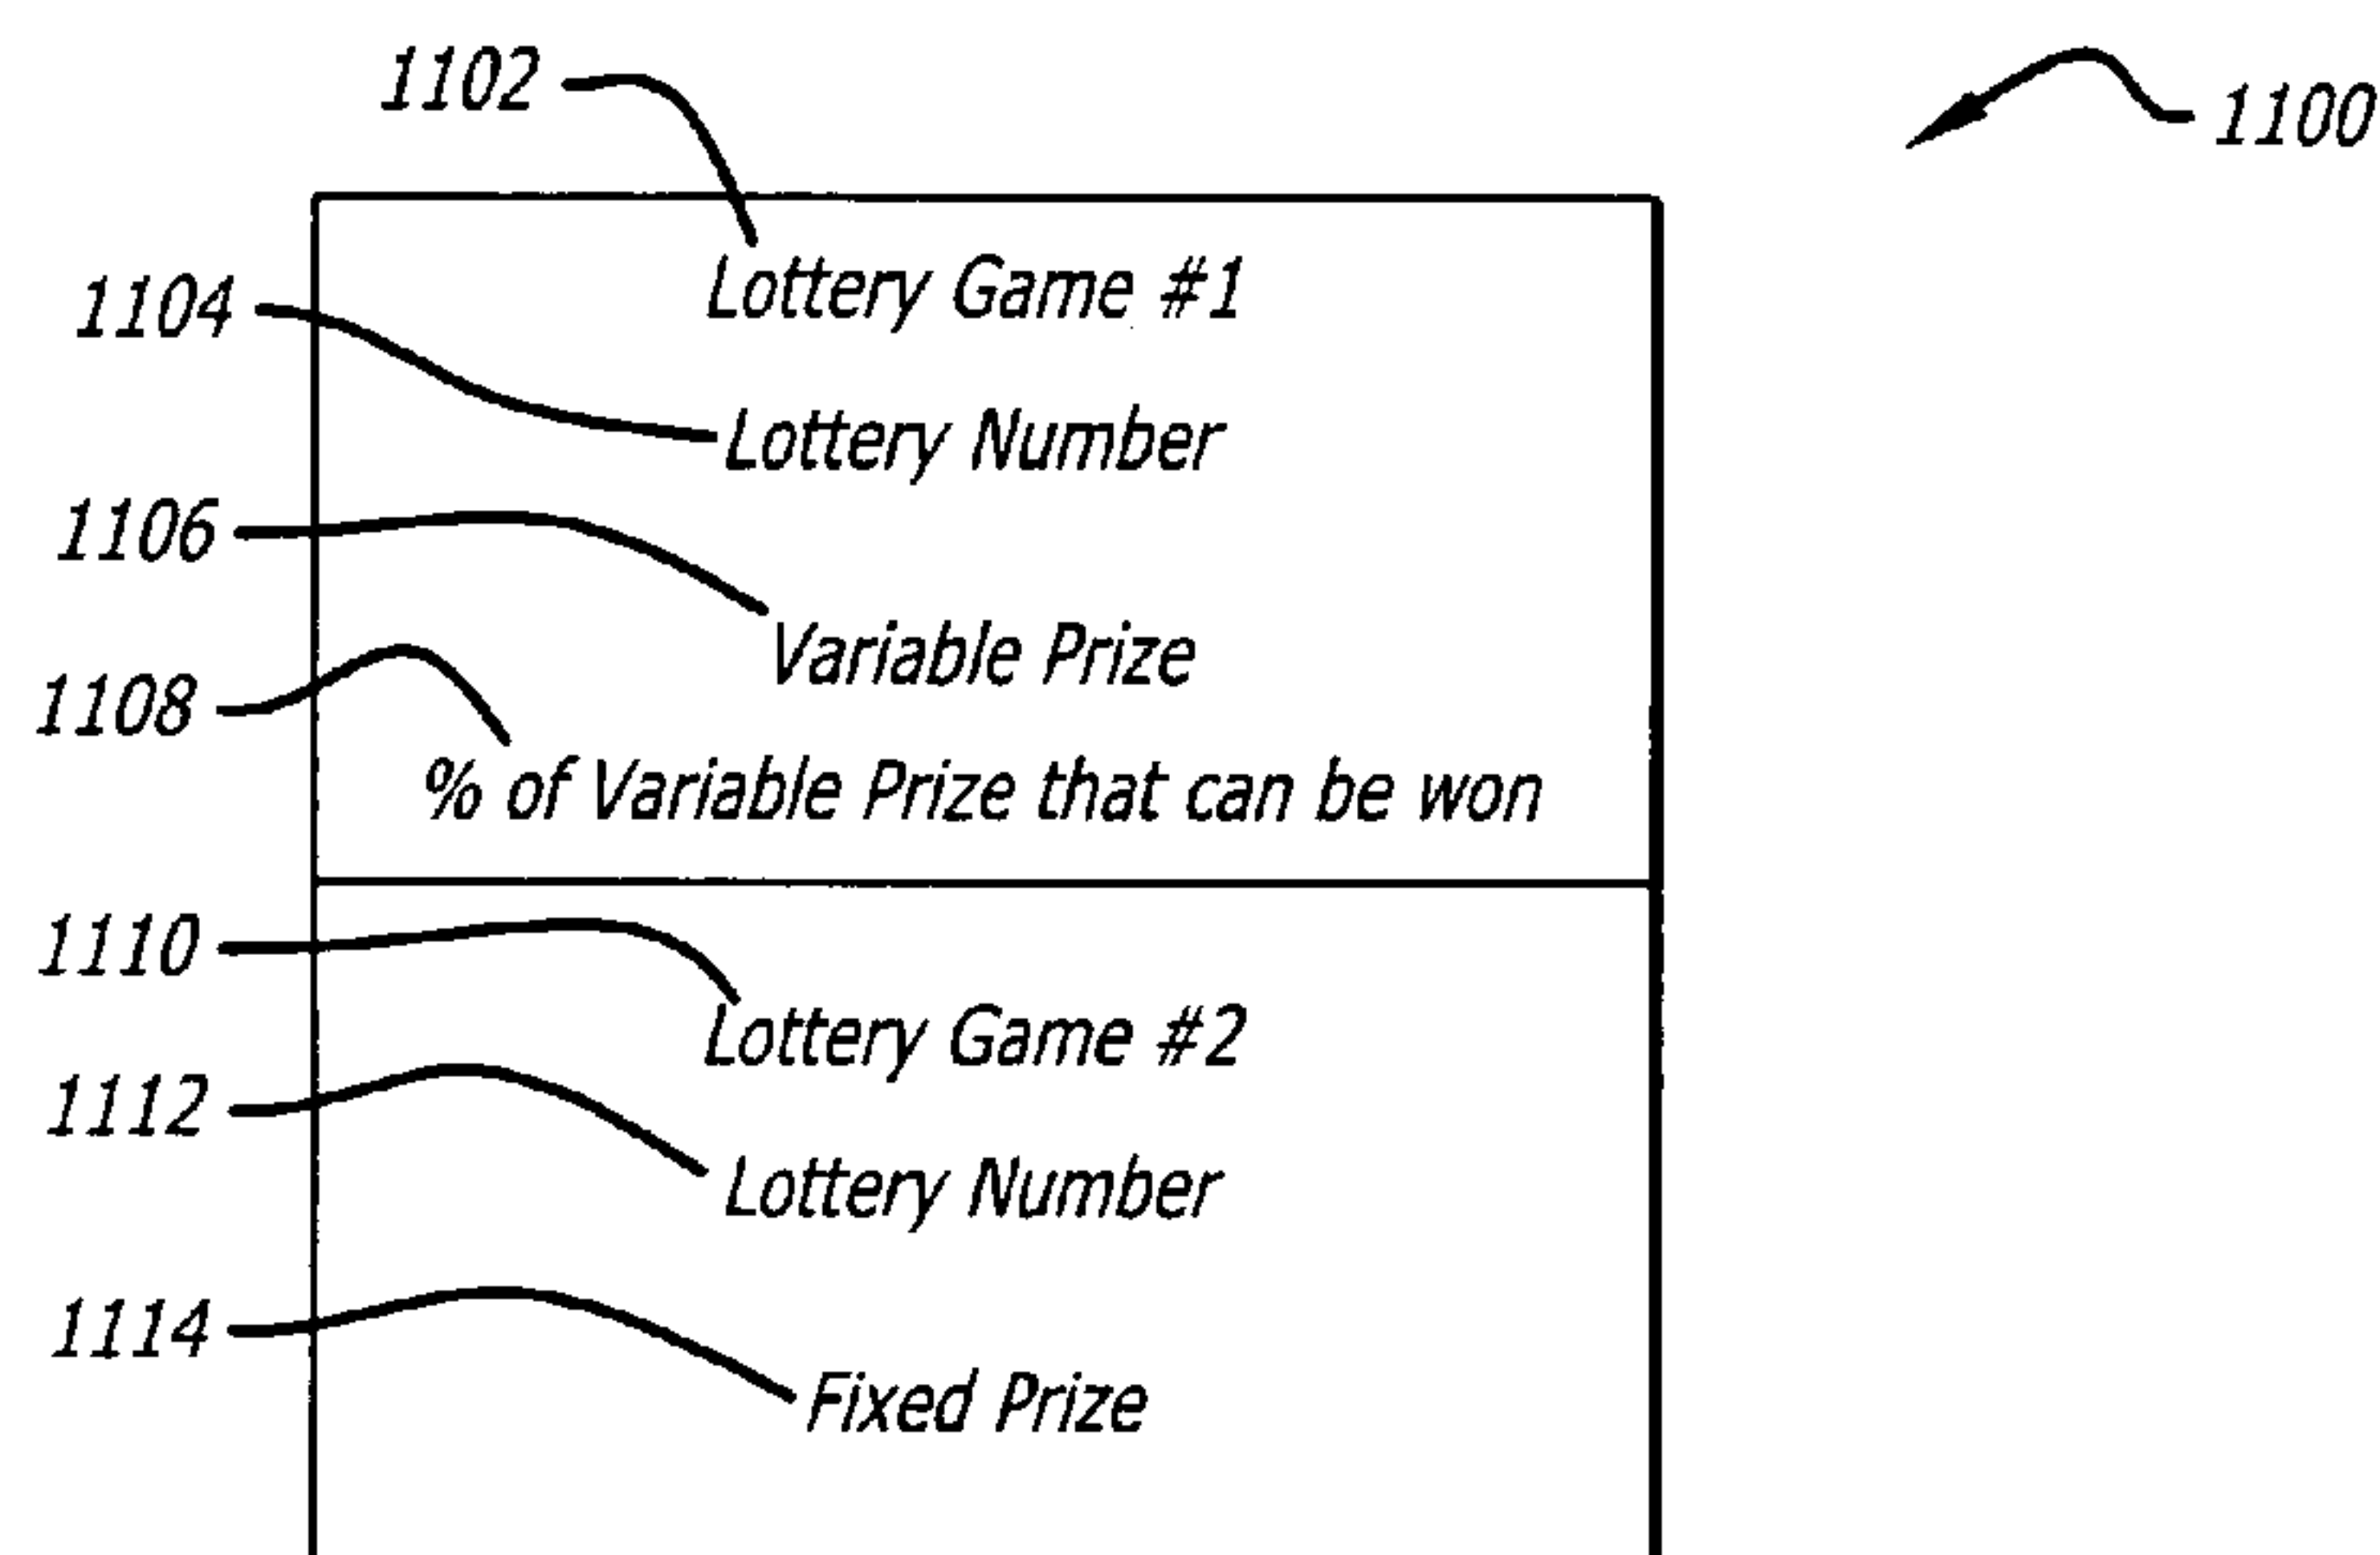 1102
1100
Lottery Game #1
1104
Lottery Number
1106
Variable Prize
1108
% of Variable Prize that can be won
1110
Lottery Game #2
1112
Lottery Number
1114
Fixed Prize